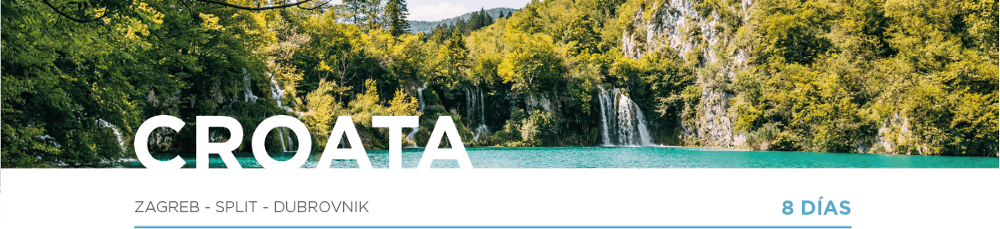 CROATA
ZAGREB - SPLIT - DUBROVNIK
8 DÍAS